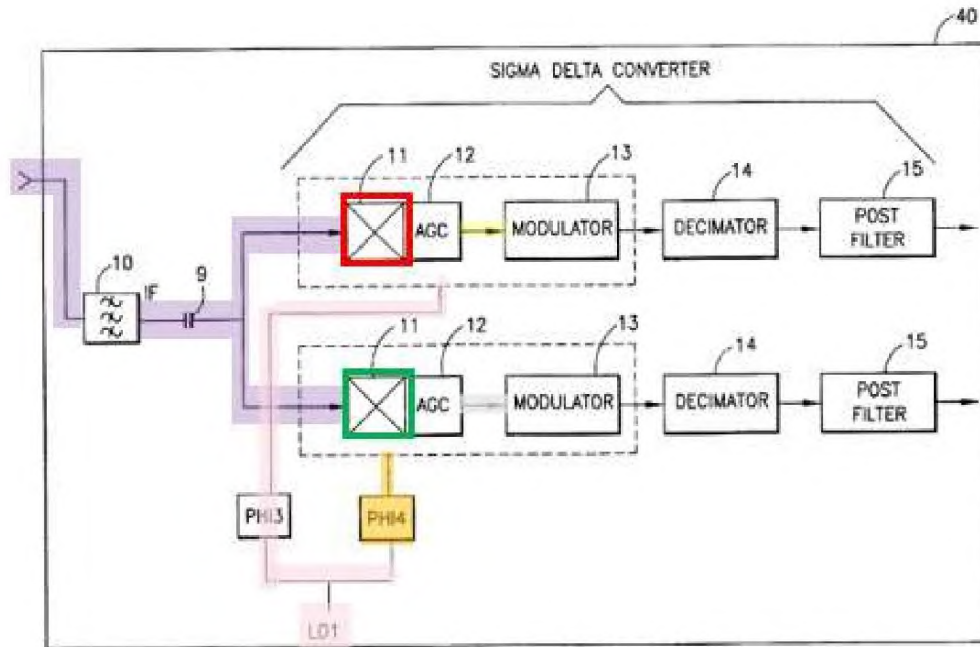 40
SIGMA DELTA CONVERTER
11
12
13
14
15
AGC
MODULATOR
DECIMATOR
POST
FILTER
10
IF
9
11
12
13
14
15
AGC
MODULATOR
DECIMATOR
POST
FILTER
PHI3
PHI4
LO1